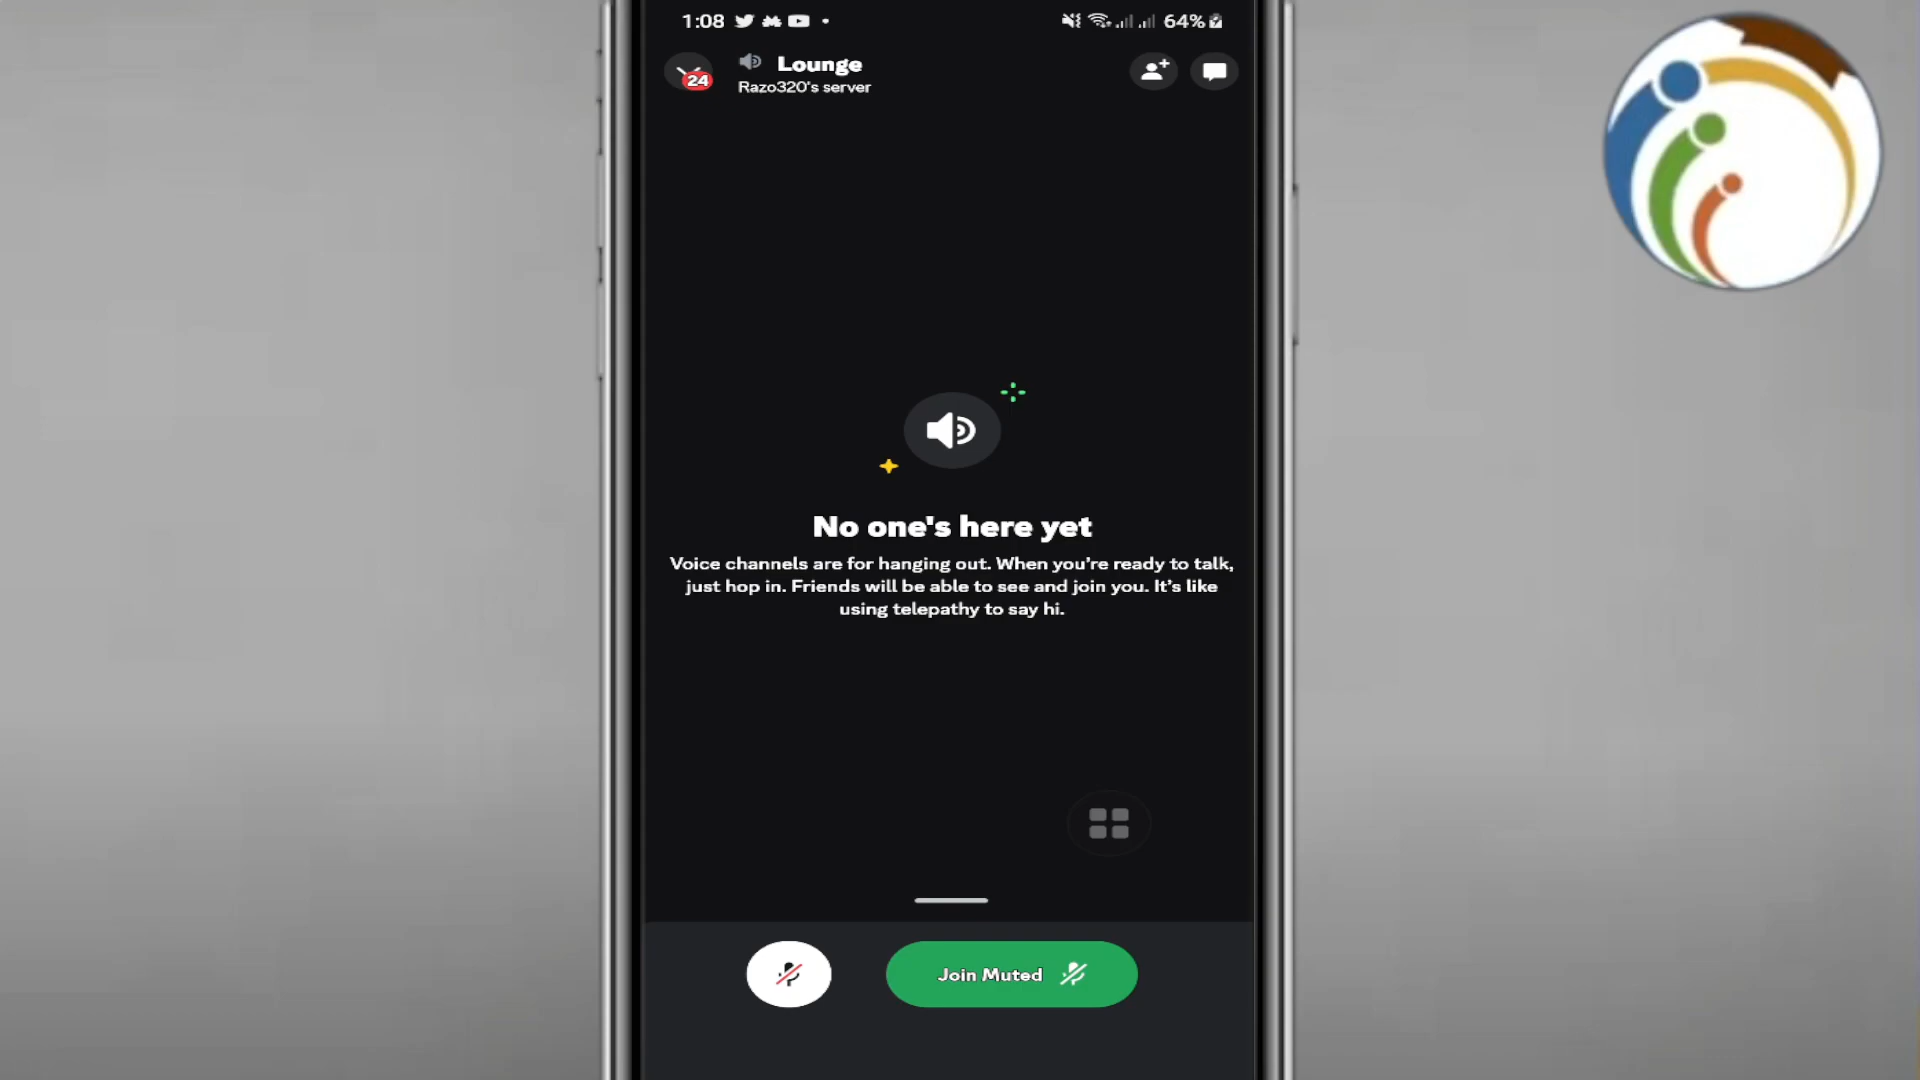 1:08
64%
24
Lounge
Razo320's server
No one's here yet
Voice channels are for hanging out. When you're ready to talk,
just hop in. Friends will be able to see and join you. It's like
using telepathy to say hi.
Join Muted